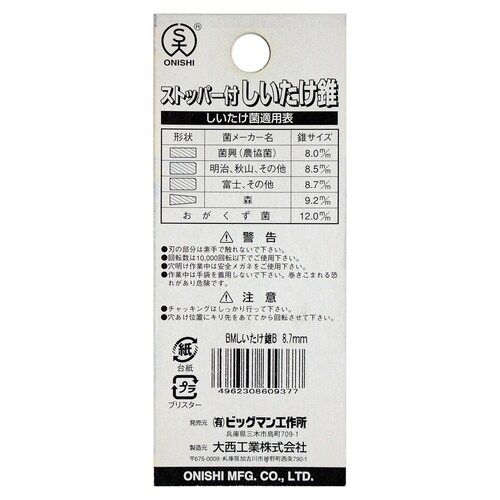 ONISHI
ストッパー付しいたけ錐
しいたけ菌適用表
形状 菌メーカー名 錐サイズ
菌興(農協菌) 8.0m/m
明治、秋山、その他 8.5m/m
富士、その他 8.7m/m
森 9.2m/m
おがくず菌 12.0m/m
警告
●刃の部分は素手で触れないで下さい。
●回転数は10,000回転以下でご使用下さい。
●穴明け作業中は安全メガネをご使用下さい。
●作業中は手袋を着用しないで下さい。巻きこまれる恐
れがあり危険です。
注意
●チャッキングはしっかり行って下さい。
●穴あけ位置にキリ先をあててから回転させて下さい。
BMしいたけ錐B 8.7mm
紙
台紙
4962308609377
プラ
ブリスター
発売元 (有)ビッグマン工作所
兵庫県三木市鳥町709-1
製造元 大西工業株式会社
〒675-0009 兵庫県加古川市神野町西条790-1
ONISHI MFG. CO., LTD.